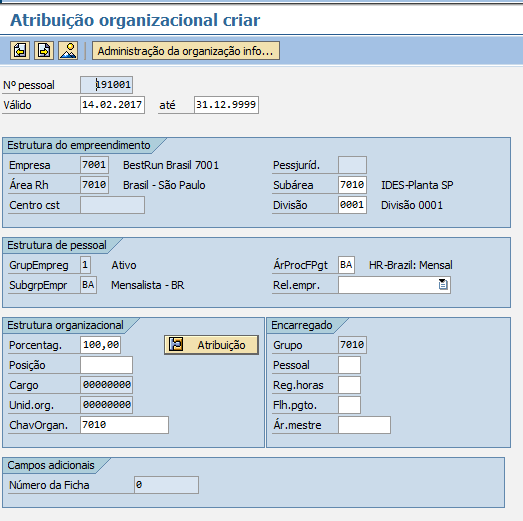 Atribuição organizacional criar
Administração da organização info...
Nº pessoal 191001
Válido 14.02.2017 até 31.12.9999
Estrutura do empreendimento
Empresa 7001 BestRun Brasil 7001 Pessjuríd.
Área Rh 7010 Brasil - São Paulo Subárea 7010 IDES-Planta SP
Centro cst Divisão 0001 Divisão 0001
Estrutura de pessoal
GrupEmpreg 1 Ativo ÁrProcFPgt BA HR-Brazil: Mensal
SubgrpEmpr BA Mensalista - BR Rel.empr.
Estrutura organizacional Encarregado
Porcentag. 100,00 Atribuição Grupo 7010
Posição Pessoal
Cargo 00000000 Reg.horas
Unid.org. 00000000 Flh.pgto.
ChavOrgan. 7010 Ár.mestre
Campos adicionais
Número da Ficha 0